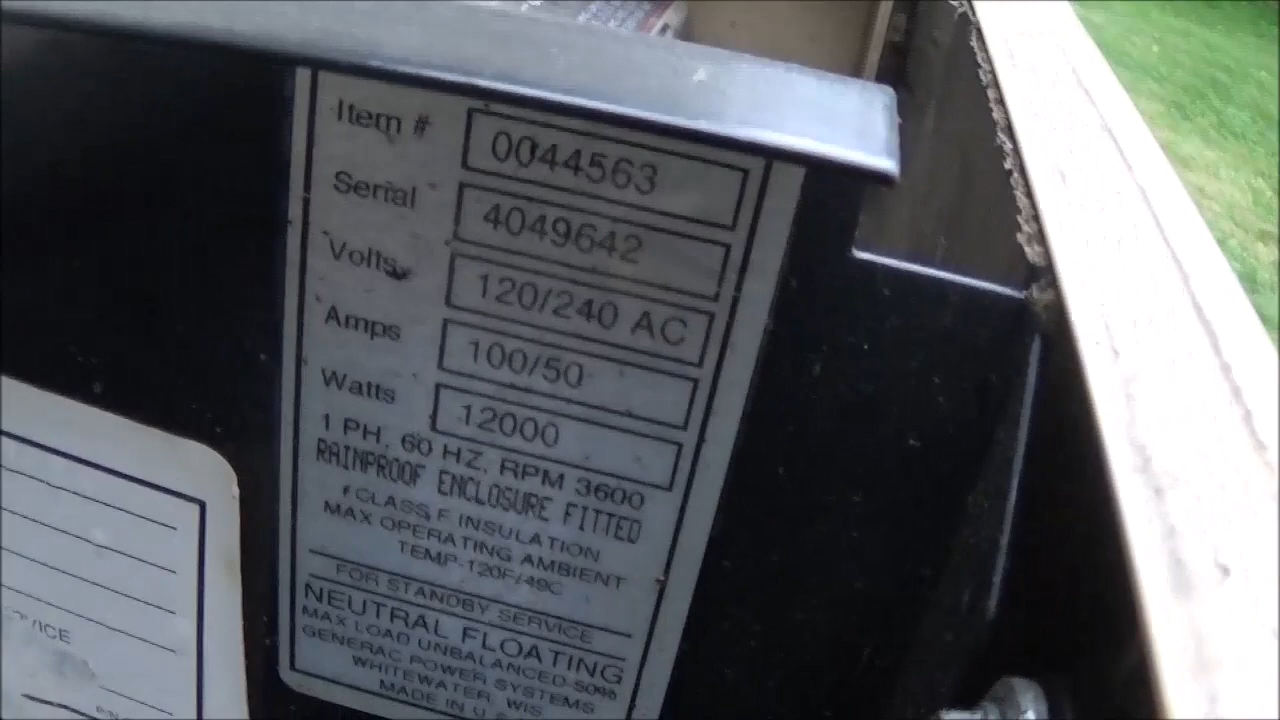 Item # 0044563
Serial 4049642
Volts 120/240 AC
Amps 100/50
Watts 12000
1 PH, 60 HZ, RPM 3600
RAINPROOF ENCLOSURE FITTED
CLASS F INSULATION
MAX OPERATING AMBIENT
TEMP-120F/49C
FOR STANDBY SERVICE
NEUTRAL FLOATING
MAX LOAD UNBALANCED-50%
GENERAC POWER SYSTEMS
WHITEWATER, WIS
MADE IN U.S